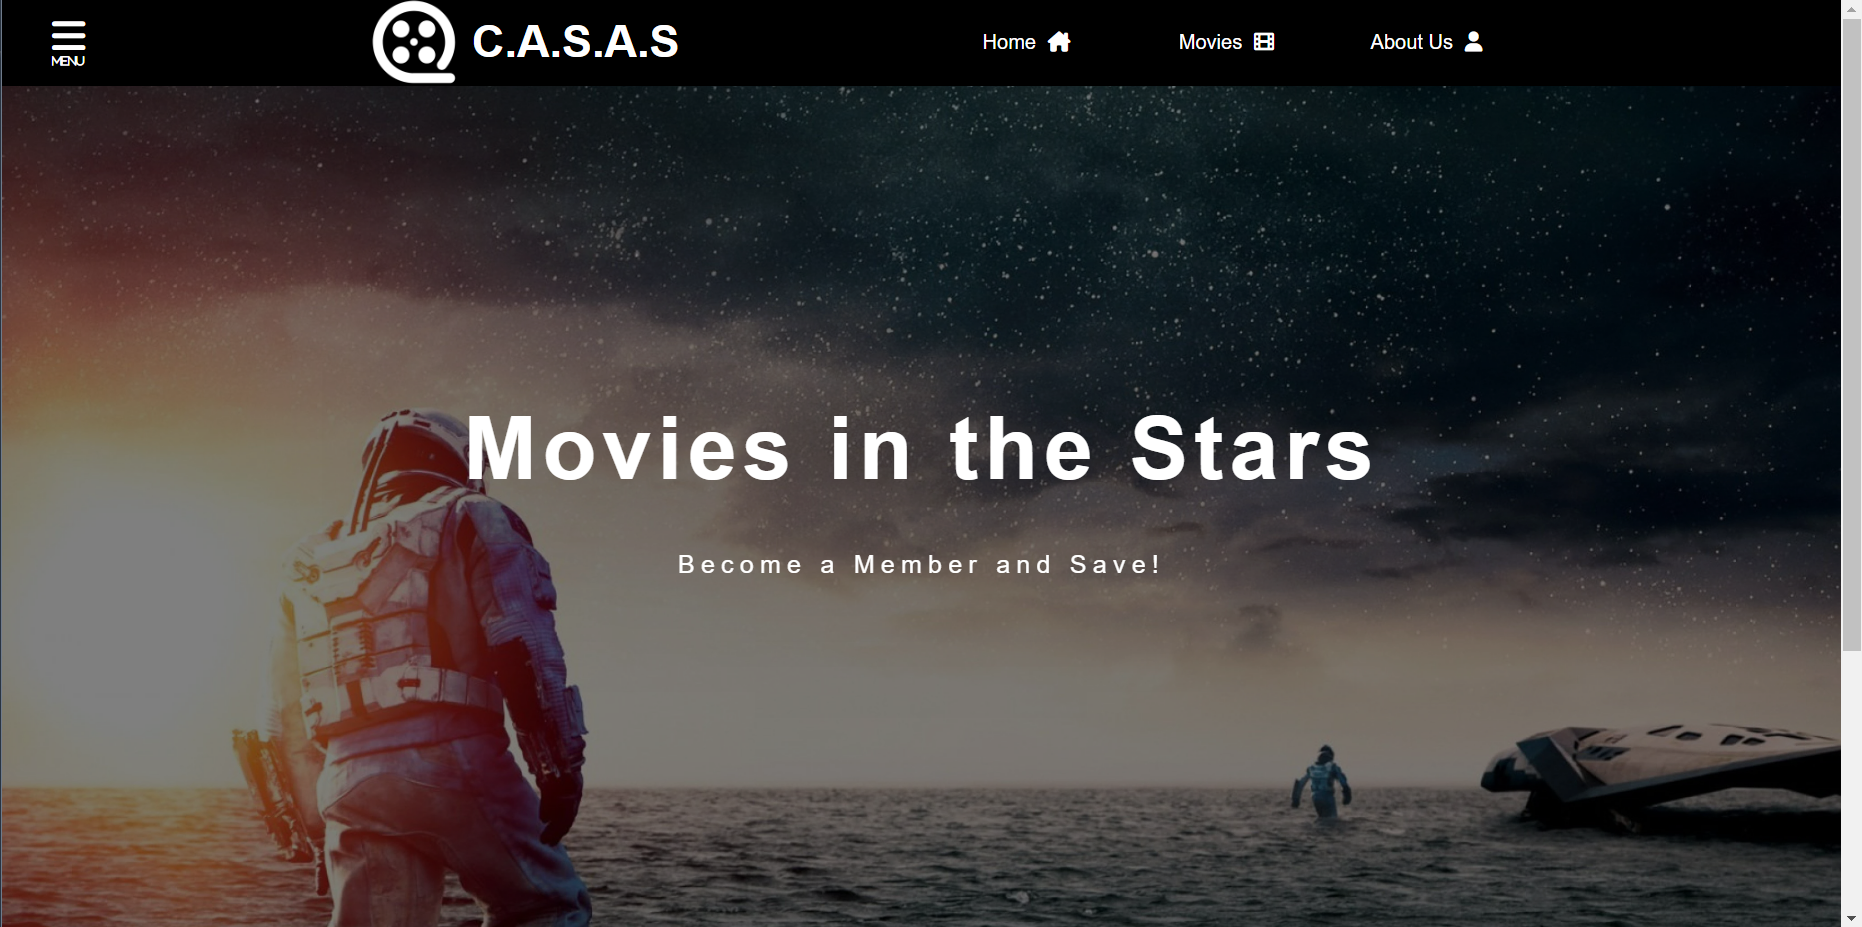 MENU
C.A.S.A.S
Home
Movies
About Us
Movies in the Stars
Become a Member and Save!